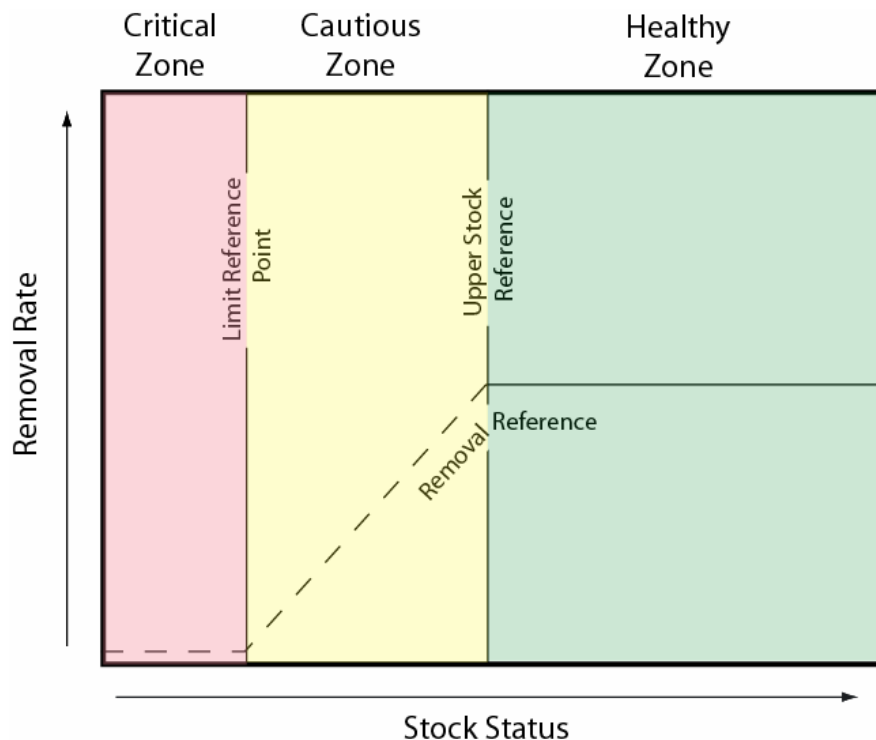 Critical
Zone
Cautious
Zone
Healthy
Zone
Removal Rate
Limit Reference
Point
Upper Stock
Reference
Removal Reference
Stock Status